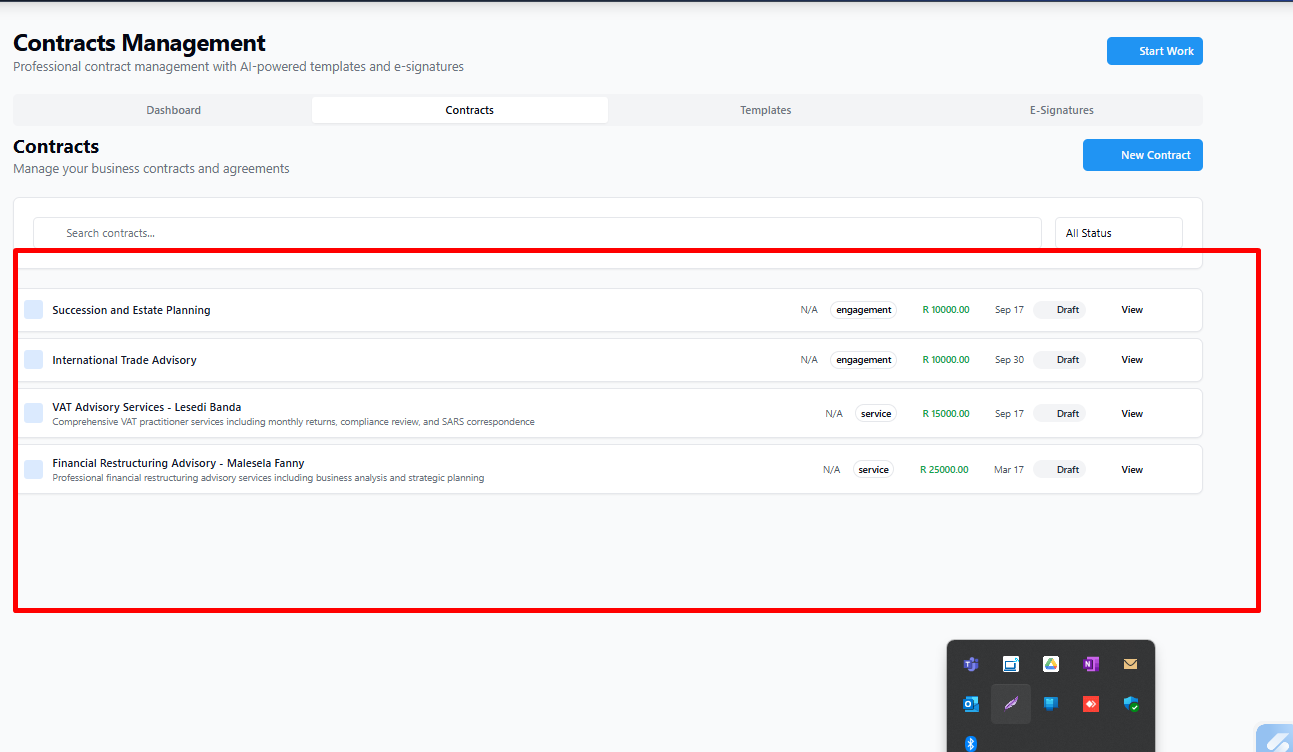 Contracts Management
Professional contract management with AI-powered templates and e-signatures
Start Work
Dashboard Contracts Templates E-Signatures
Contracts
Manage your business contracts and agreements
New Contract
Search contracts... All Status
Succession and Estate Planning N/A engagement R 10000.00 Sep 17 Draft View
International Trade Advisory N/A engagement R 10000.00 Sep 30 Draft View
VAT Advisory Services - Lesedi Banda N/A service R 15000.00 Sep 17 Draft View
Comprehensive VAT practitioner services including monthly returns, compliance review, and SARS correspondence
Financial Restructuring Advisory - Malesela Fanny N/A service R 25000.00 Mar 17 Draft View
Professional financial restructuring advisory services including business analysis and strategic planning